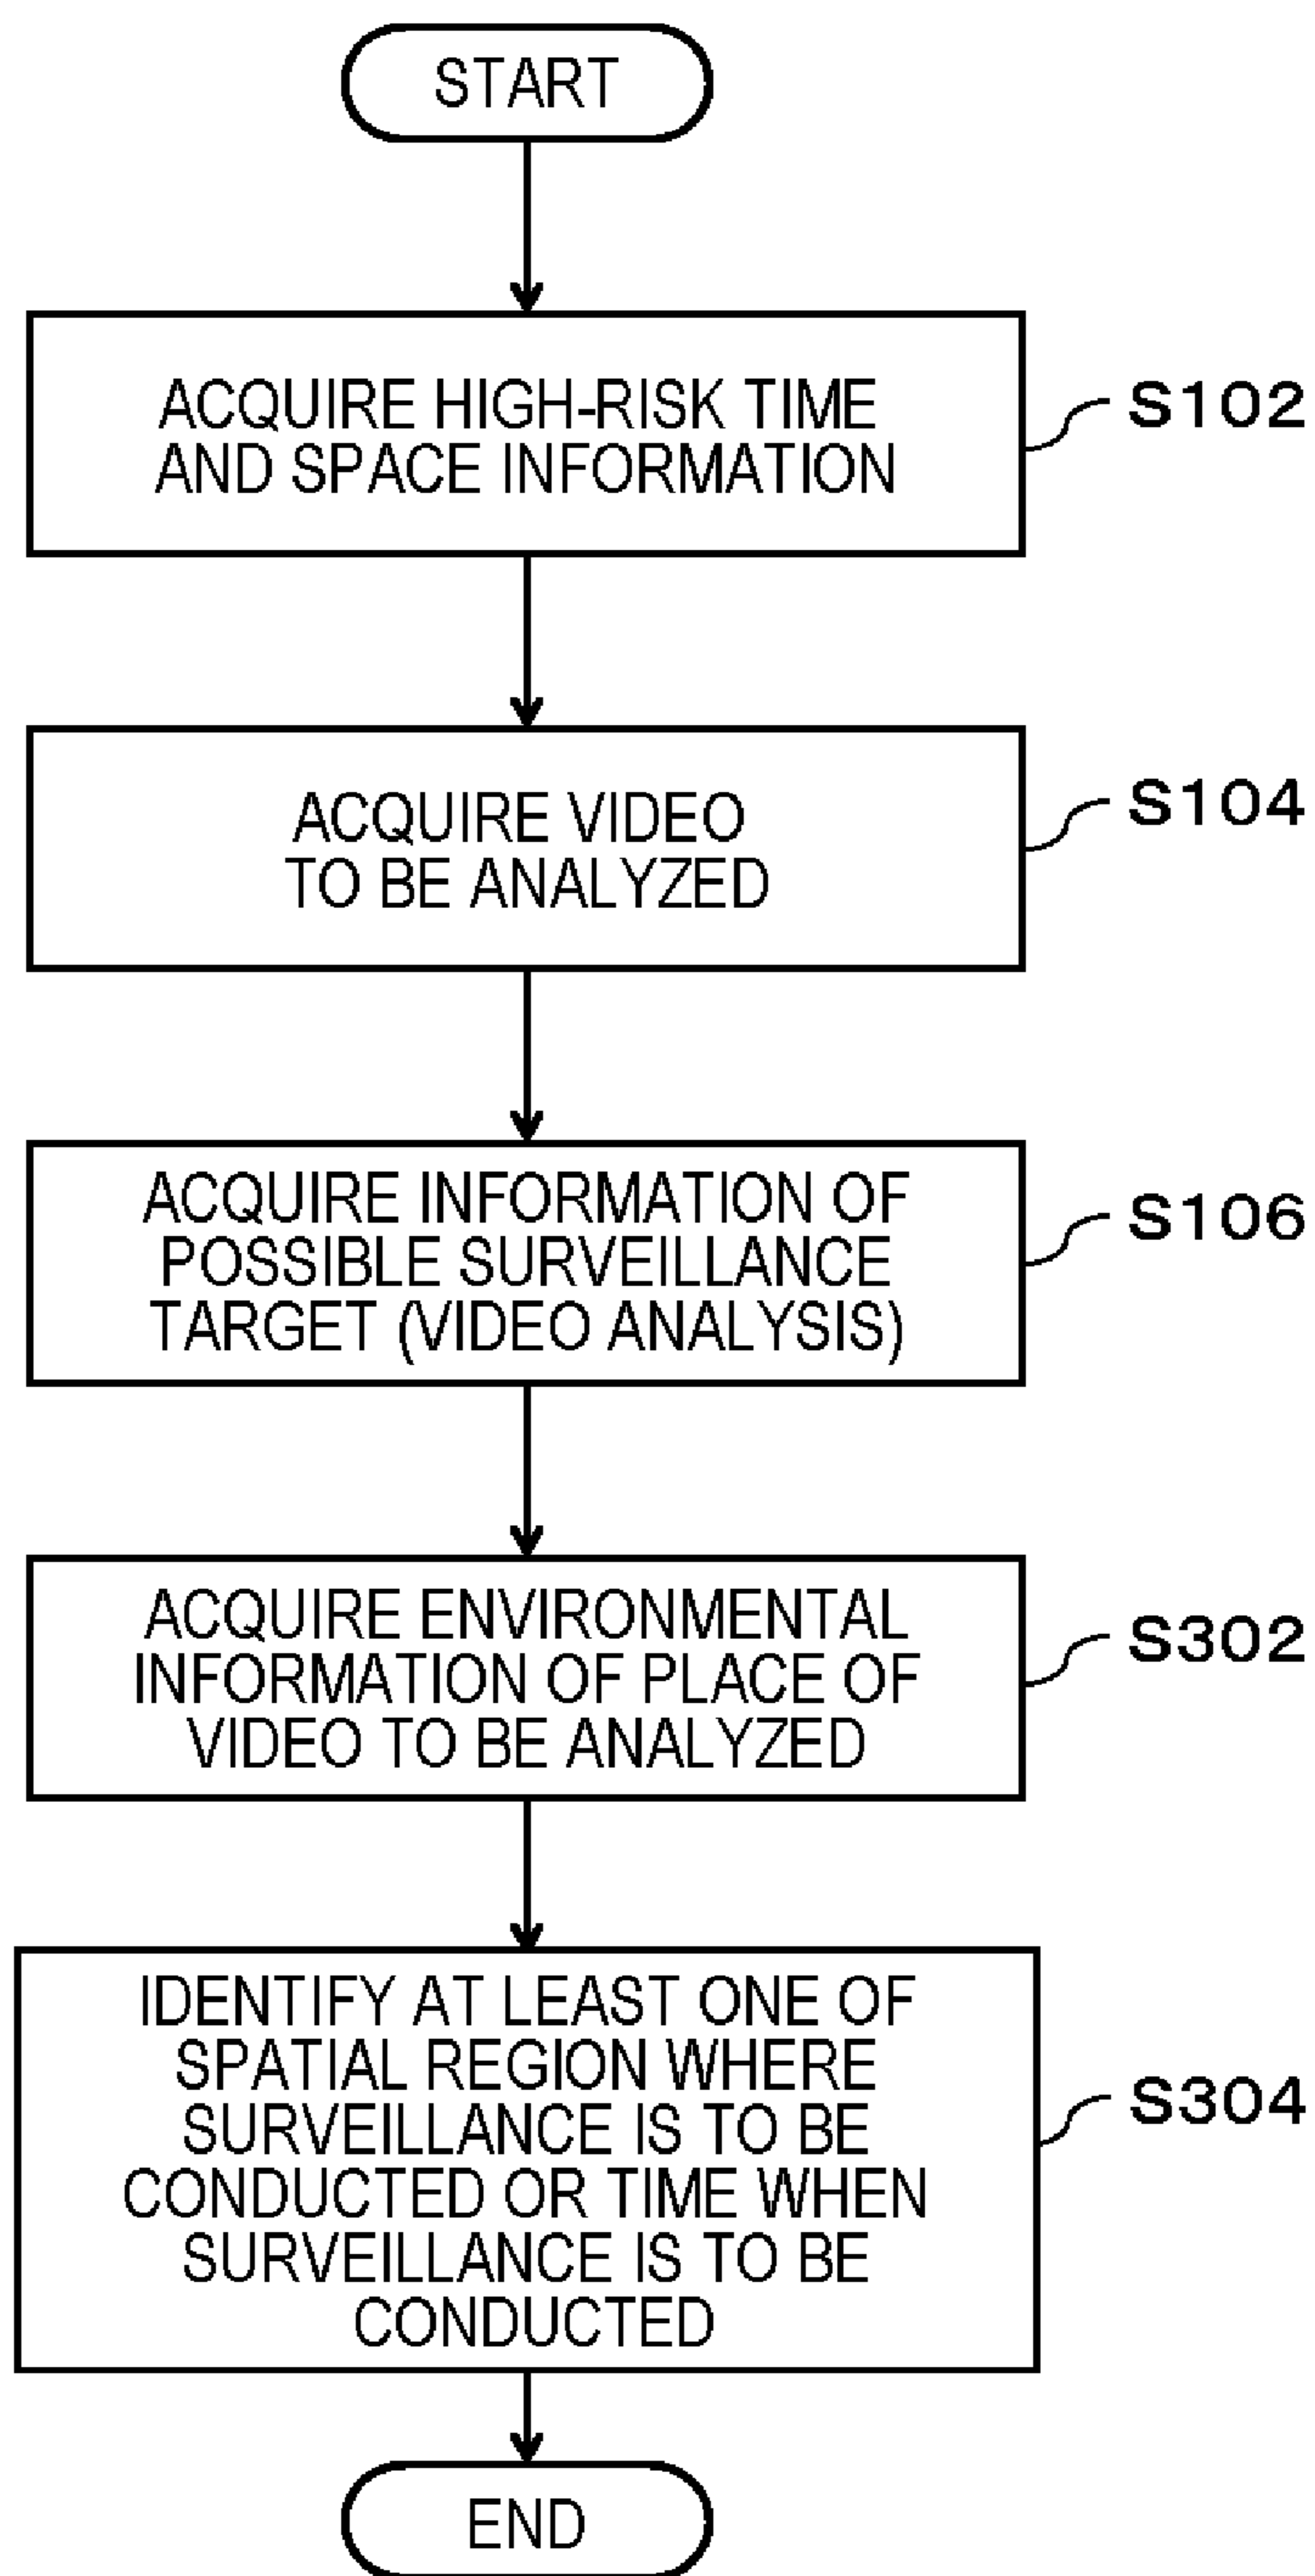 START
ACQUIRE HIGH-RISK TIME
AND SPACE INFORMATION
S102
ACQUIRE VIDEO
TO BE ANALYZED
S104
ACQUIRE INFORMATION OF
POSSIBLE SURVEILLANCE
TARGET (VIDEO ANALYSIS)
S106
ACQUIRE ENVIRONMENTAL
INFORMATION OF PLACE OF
VIDEO TO BE ANALYZED
S302
IDENTIFY AT LEAST ONE OF
SPATIAL REGION WHERE
SURVEILLANCE IS TO BE
CONDUCTED OR TIME WHEN
SURVEILLANCE IS TO BE
CONDUCTED
S304
END